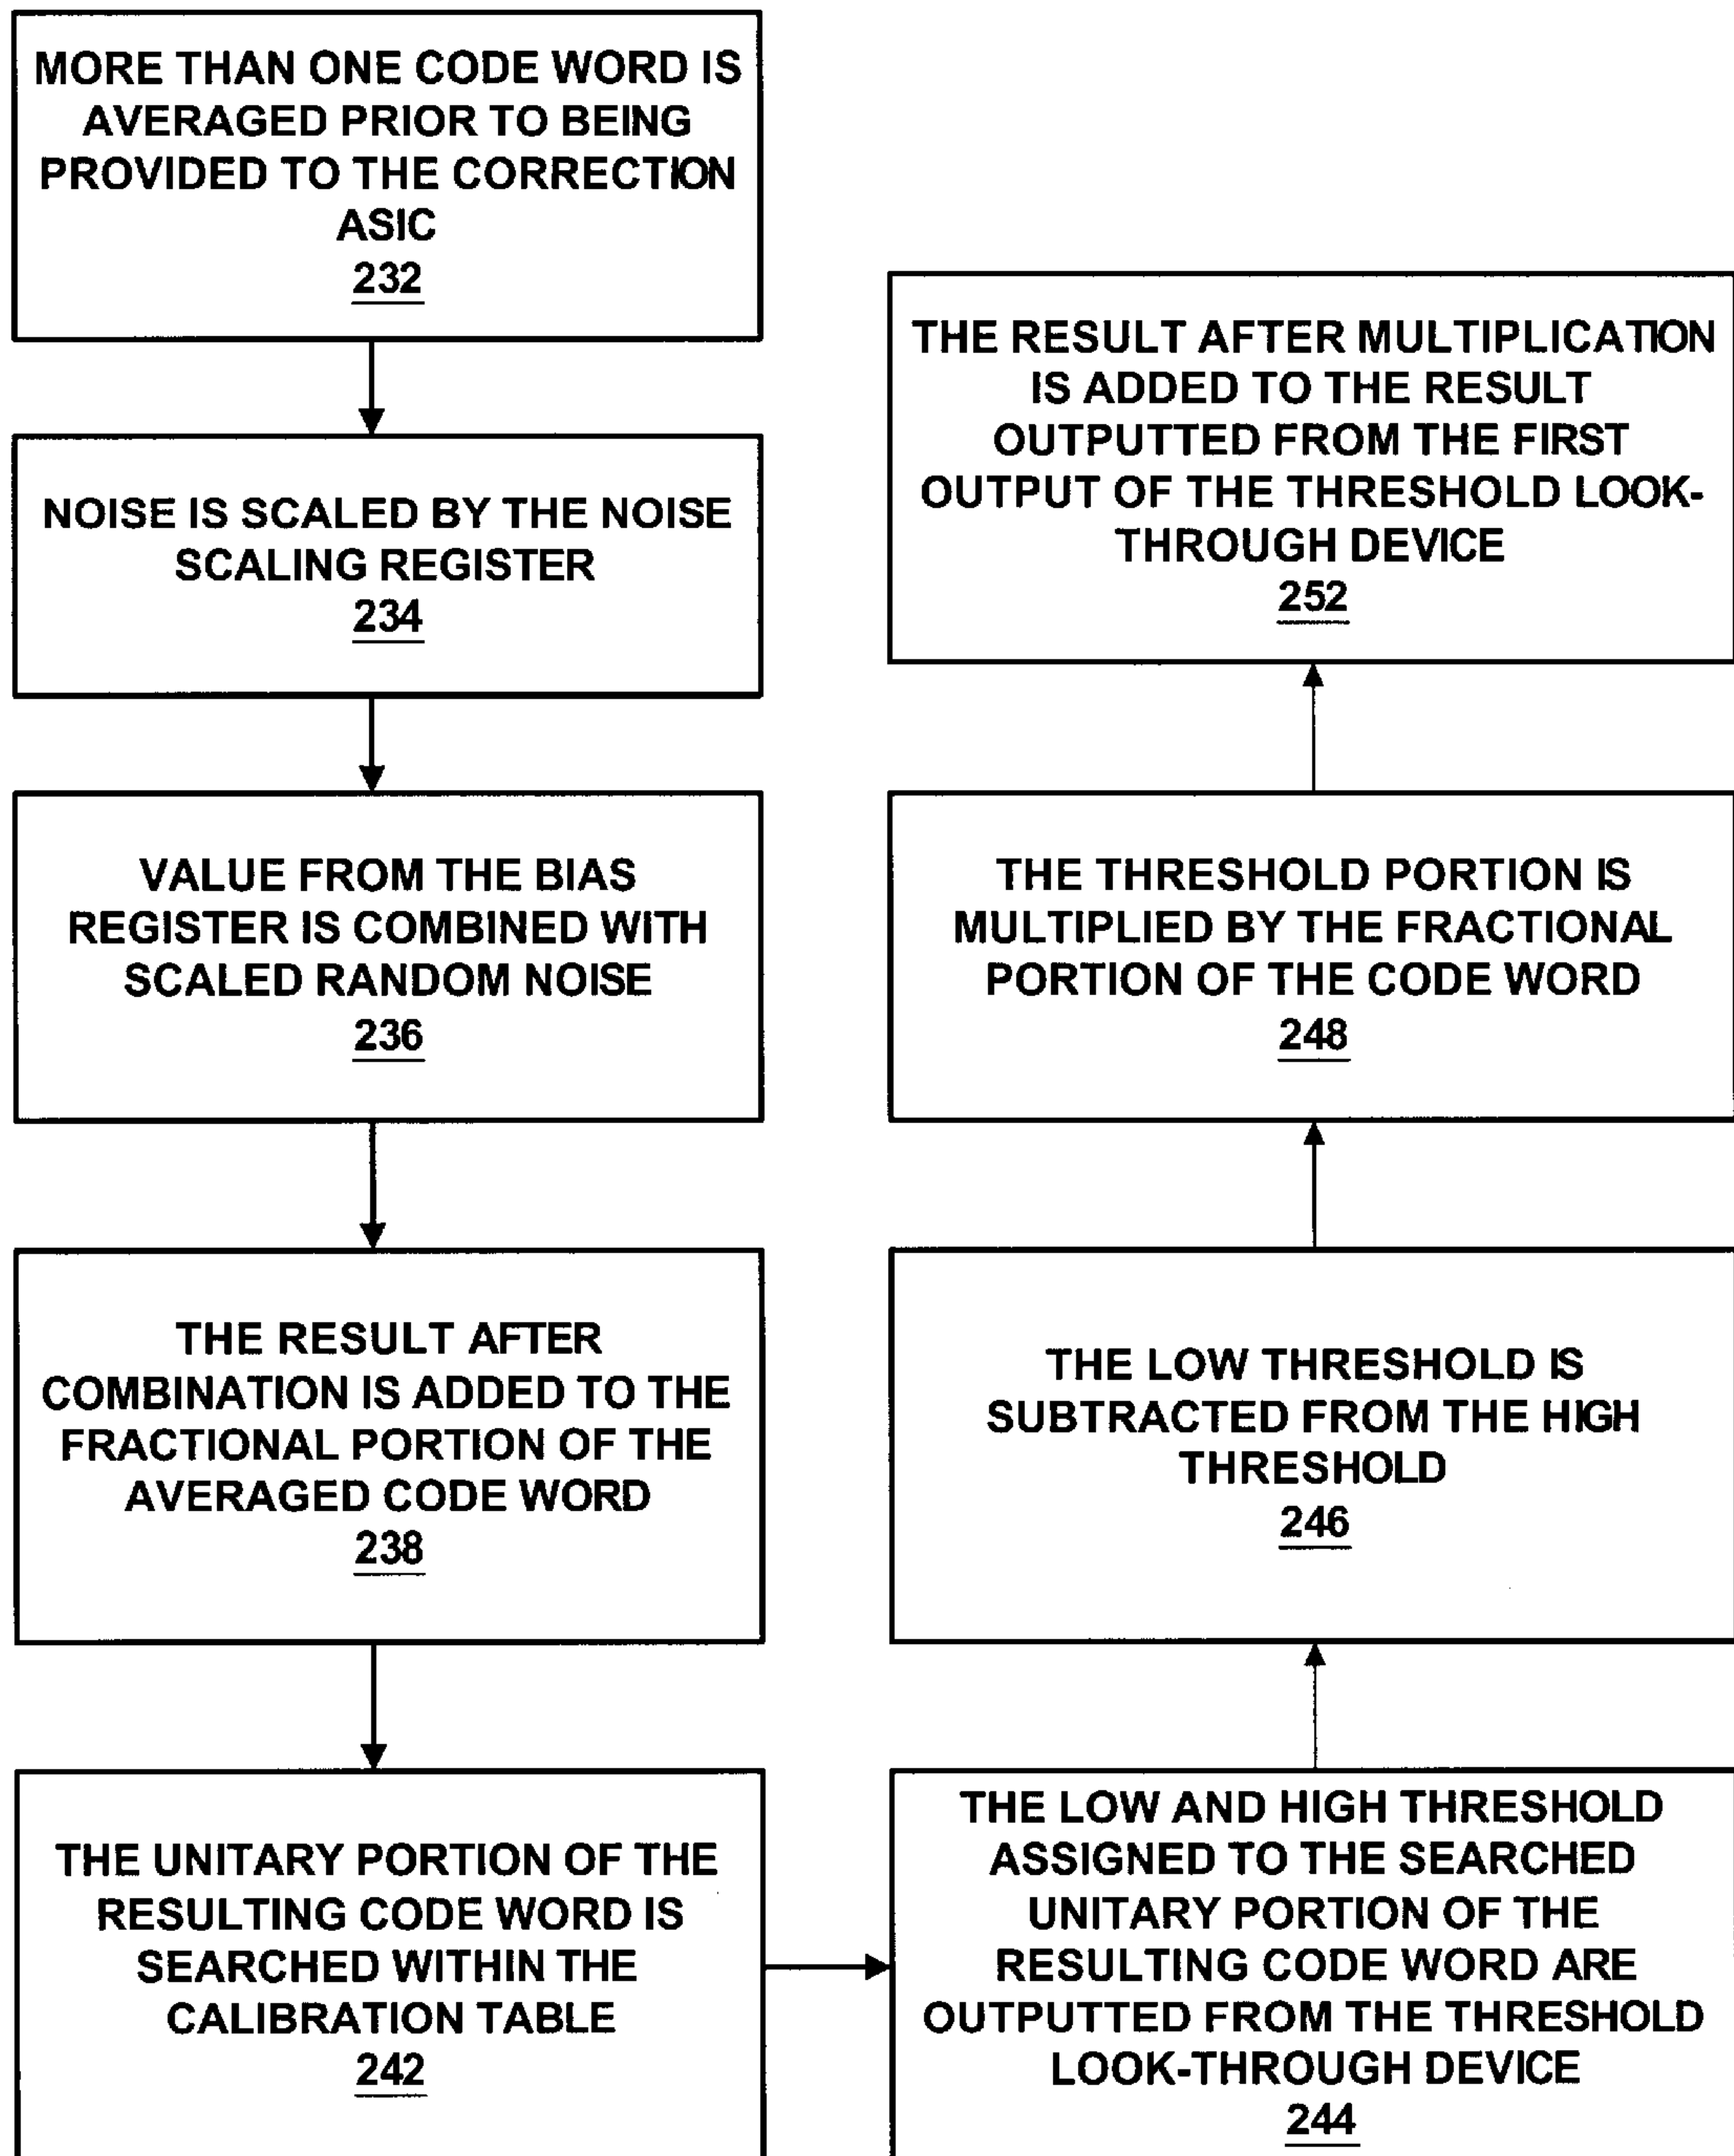 MORE THAN ONE CODE WORD IS
AVERAGED PRIOR TO BEING
PROVIDED TO THE CORRECTION
ASIC
232
NOISE IS SCALED BY THE NOISE
SCALING REGISTER
234
VALUE FROM THE BIAS
REGISTER IS COMBINED WITH
SCALED RANDOM NOISE
236
THE RESULT AFTER
COMBINATION IS ADDED TO THE
FRACTIONAL PORTION OF THE
AVERAGED CODE WORD
238
THE UNITARY PORTION OF THE
RESULTING CODE WORD IS
SEARCHED WITHIN THE
CALIBRATION TABLE
242
THE LOW AND HIGH THRESHOLD
ASSIGNED TO THE SEARCHED
UNITARY PORTION OF THE
RESULTING CODE WORD ARE
OUTPUTTED FROM THE THRESHOLD
LOOK-THROUGH DEVICE
244
THE LOW THRESHOLD IS
SUBTRACTED FROM THE HIGH
THRESHOLD
246
THE THRESHOLD PORTION IS
MULTIPLIED BY THE FRACTIONAL
PORTION OF THE CODE WORD
248
THE RESULT AFTER MULTIPLICATION
IS ADDED TO THE RESULT
OUTPUTTED FROM THE FIRST
OUTPUT OF THE THRESHOLD LOOK-
THROUGH DEVICE
252